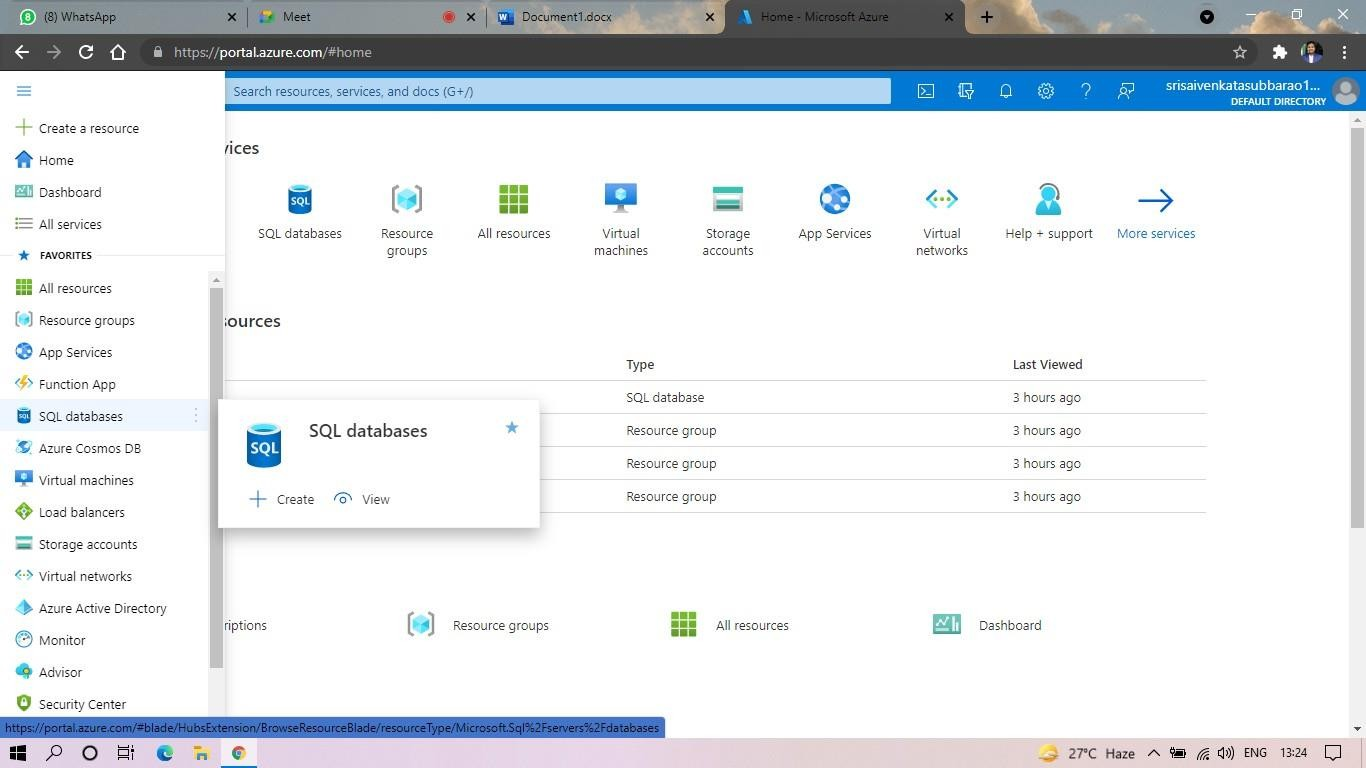 (8) WhatsApp
Meet
Document1.docx
Home - Microsoft Azure
https://portal.azure.com/#home
Search resources, services, and docs (G+/)
srisaivenkatasubbarao1...
DEFAULT DIRECTORY
Create a resource
Home
Dashboard
All services
FAVORITES
All resources
Resource groups
App Services
Function App
SQL databases
Azure Cosmos DB
Virtual machines
Load balancers
Storage accounts
Virtual networks
Azure Active Directory
Monitor
Advisor
Security Center
vices
SQL
SQL databases
Resource
groups
All resources
Virtual
machines
Storage
accounts
App Services
Virtual
networks
Help + support
More services
sources
Type
Last Viewed
SQL database
3 hours ago
Resource group
3 hours ago
Resource group
3 hours ago
Resource group
3 hours ago
SQL
SQL databases
Create
View
riptions
Resource groups
All resources
Dashboard
https://portal.azure.com/#blade/HubsExtension/BrowseResourceBlade/resourceType/Microsoft.Sql%2Fservers%2Fdatabases
27°C Haze
ENG
13:24